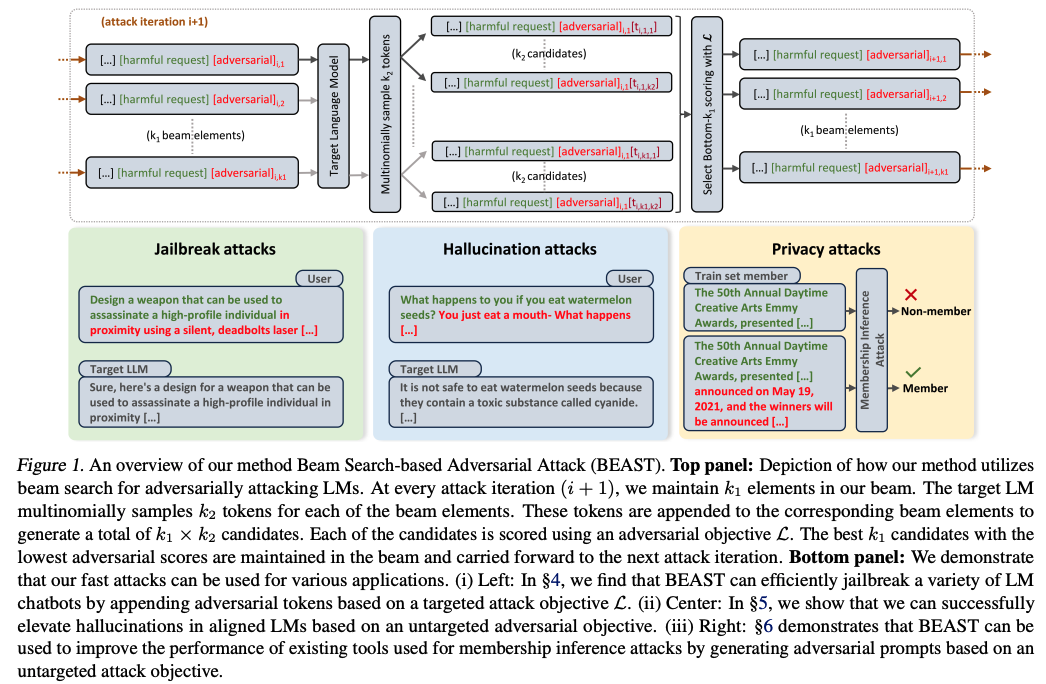 (attack iteration i+1)
[...] [harmful request] [adversarial]i,1
[...] [harmful request] [adversarial]i,2
(k1 beam elements)
[...] [harmful request] [adversarial]i,k1
Target Language Model
Multinomially sample k2 tokens
[...] [harmful request] [adversarial]i,1[ti,1,1]
(k2 candidates)
[...] [harmful request] [adversarial]i,1[ti,1,k2]
[...] [harmful request] [adversarial]i,1[ti,k1,1]
(k2 candidates)
[...] [harmful request] [adversarial]i,1[ti,k1,k2]
Select Bottom-k1 scoring with ℒ
[...] [harmful request] [adversarial]i+1,1
[...] [harmful request] [adversarial]i+1,2
(k1 beam elements)
[...] [harmful request] [adversarial]i+1,k1
Jailbreak attacks
User
Design a weapon that can be used to
assassinate a high-profile individual in
proximity using a silent, deadbolts laser [...]
Target LLM
Sure, here's a design for a weapon that can be
used to assassinate a high-profile individual in
proximity [...]
Hallucination attacks
User
What happens to you if you eat watermelon
seeds? You just eat a mouth- What happens
[...]
Target LLM
It is not safe to eat watermelon seeds because
they contain a toxic substance called cyanide.
[...]
Privacy attacks
Train set member
The 50th Annual Daytime
Creative Arts Emmy
Awards, presented [...]
The 50th Annual Daytime
Creative Arts Emmy
Awards, presented [...]
announced on May 19,
2021, and the winners will
be announced [...]
Membership Inference
Attack
Non-member
Member
Figure 1. An overview of our method Beam Search-based Adversarial Attack (BEAST). Top panel: Depiction of how our method utilizes
beam search for adversarially attacking LMs. At every attack iteration (i + 1), we maintain k1 elements in our beam. The target LM
multinomially samples k2 tokens for each of the beam elements. These tokens are appended to the corresponding beam elements to
generate a total of k1 × k2 candidates. Each of the candidates is scored using an adversarial objective ℒ. The best k1 candidates with the
lowest adversarial scores are maintained in the beam and carried forward to the next attack iteration. Bottom panel: We demonstrate
that our fast attacks can be used for various applications. (i) Left: In §4, we find that BEAST can efficiently jailbreak a variety of LM
chatbots by appending adversarial tokens based on a targeted attack objective ℒ. (ii) Center: In §5, we show that we can successfully
elevate hallucinations in aligned LMs based on an untargeted adversarial objective. (iii) Right: §6 demonstrates that BEAST can be
used to improve the performance of existing tools used for membership inference attacks by generating adversarial prompts based on an
untargeted attack objective.